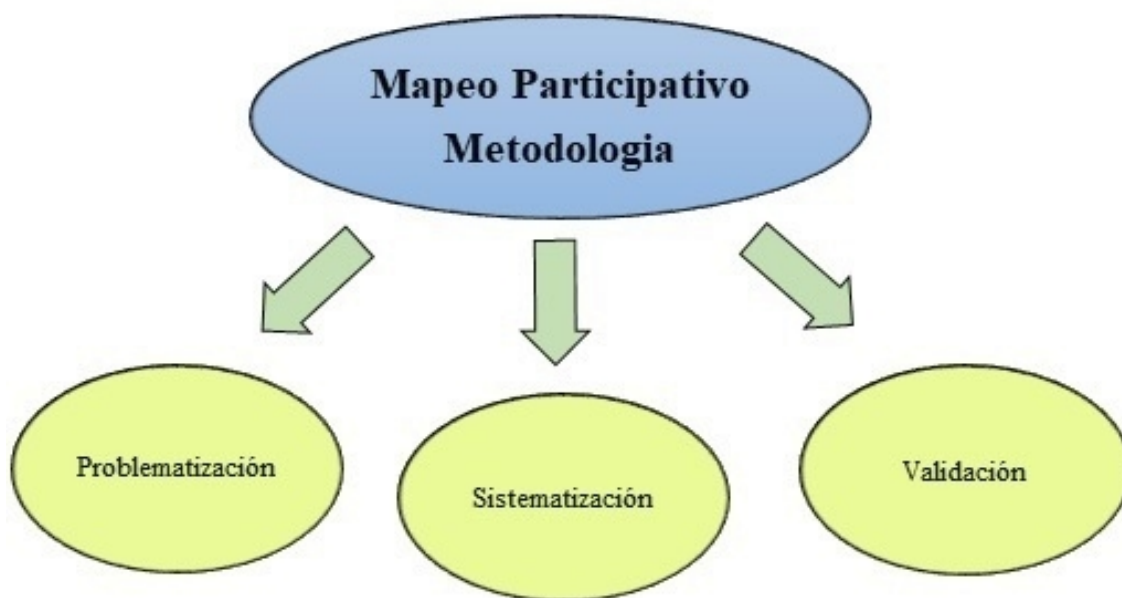 Mapeo Participativo
Metodologia
Problematización
Sistematización
Validación